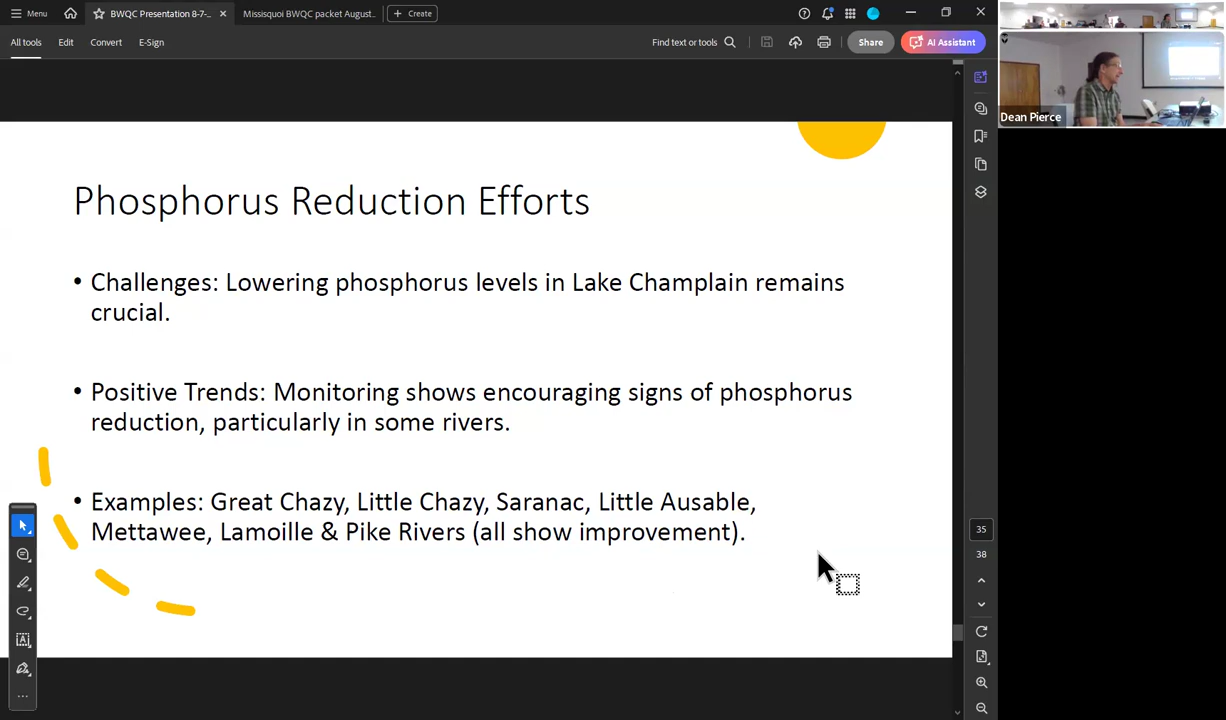 Menu
BWQC Presentation 8-7-...
Missisquoi BWQC packet August...
Create
All tools
Edit
Convert
E-Sign
Find text or tools
Share
AI Assistant
Dean Pierce
Phosphorus Reduction Efforts
• Challenges: Lowering phosphorus levels in Lake Champlain remains
crucial.
• Positive Trends: Monitoring shows encouraging signs of phosphorus
reduction, particularly in some rivers.
• Examples: Great Chazy, Little Chazy, Saranac, Little Ausable,
Mettawee, Lamoille & Pike Rivers (all show improvement).
35
38